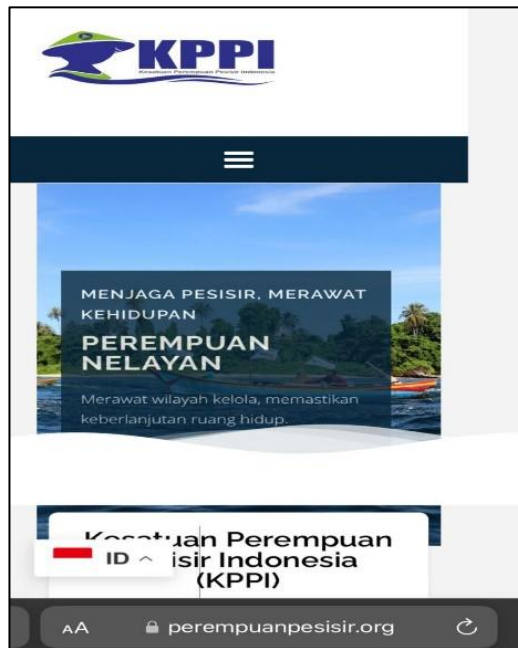 KPPI
Kesatuan Perempuan Pesisir Indonesia
MENJAGA PESISIR, MERAWAT
KEHIDUPAN
PEREMPUAN
NELAYAN
Merawat wilayah kelola, memastikan
keberlanjutan ruang hidup.
Kesatuan Perempuan
isir Indonesia
(KPPI)
ID
AA
perempuanpesisir.org